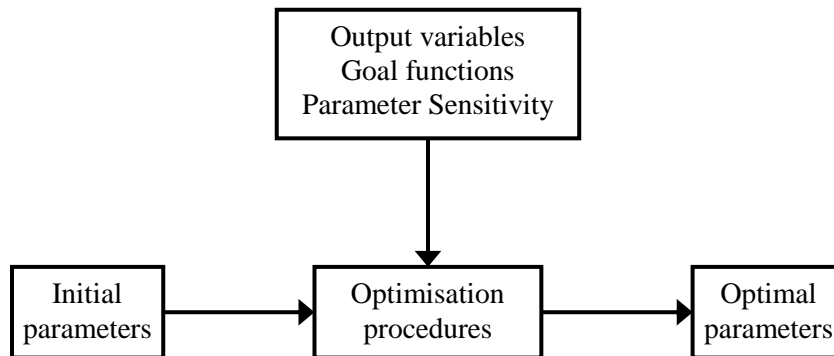 Output variables
Goal functions
Parameter Sensitivity
Initial
parameters
Optimisation
procedures
Optimal
parameters